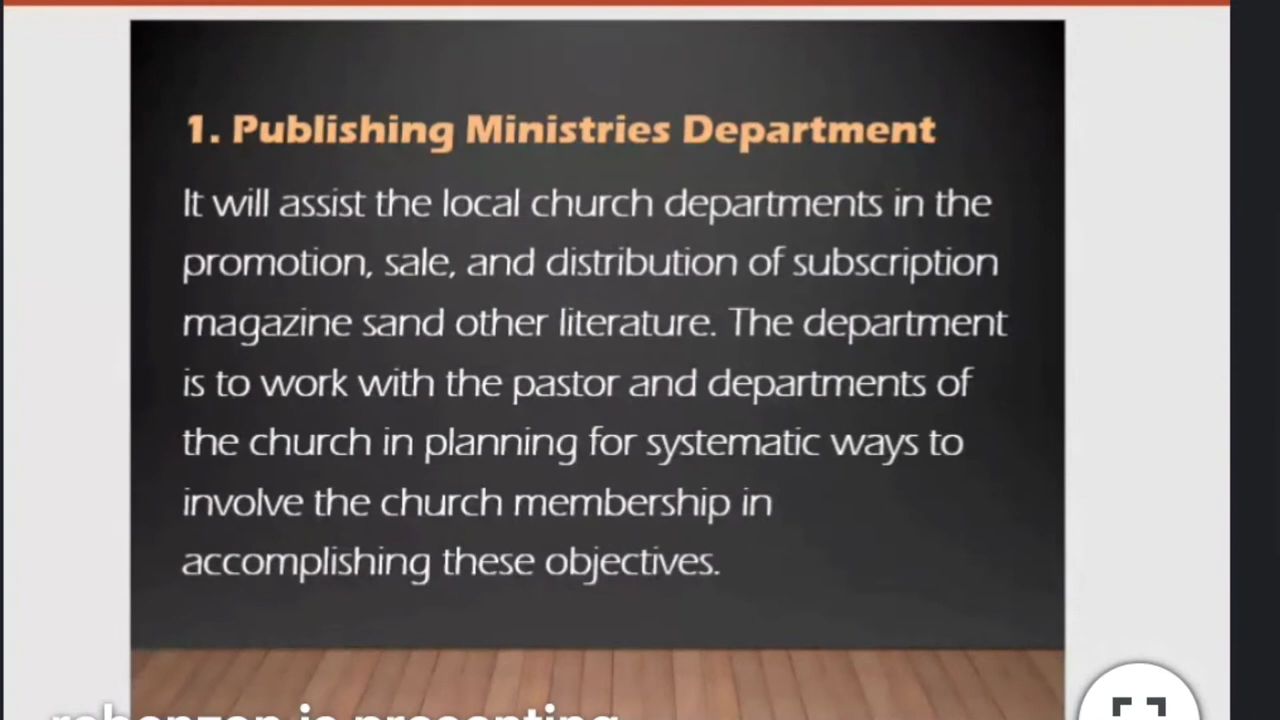 1. Publishing Ministries Department
It will assist the local church departments in the
promotion, sale, and distribution of subscription
magazine sand other literature. The department
is to work with the pastor and departments of
the church in planning for systematic ways to
involve the church membership in
accomplishing these objectives.
is presenting